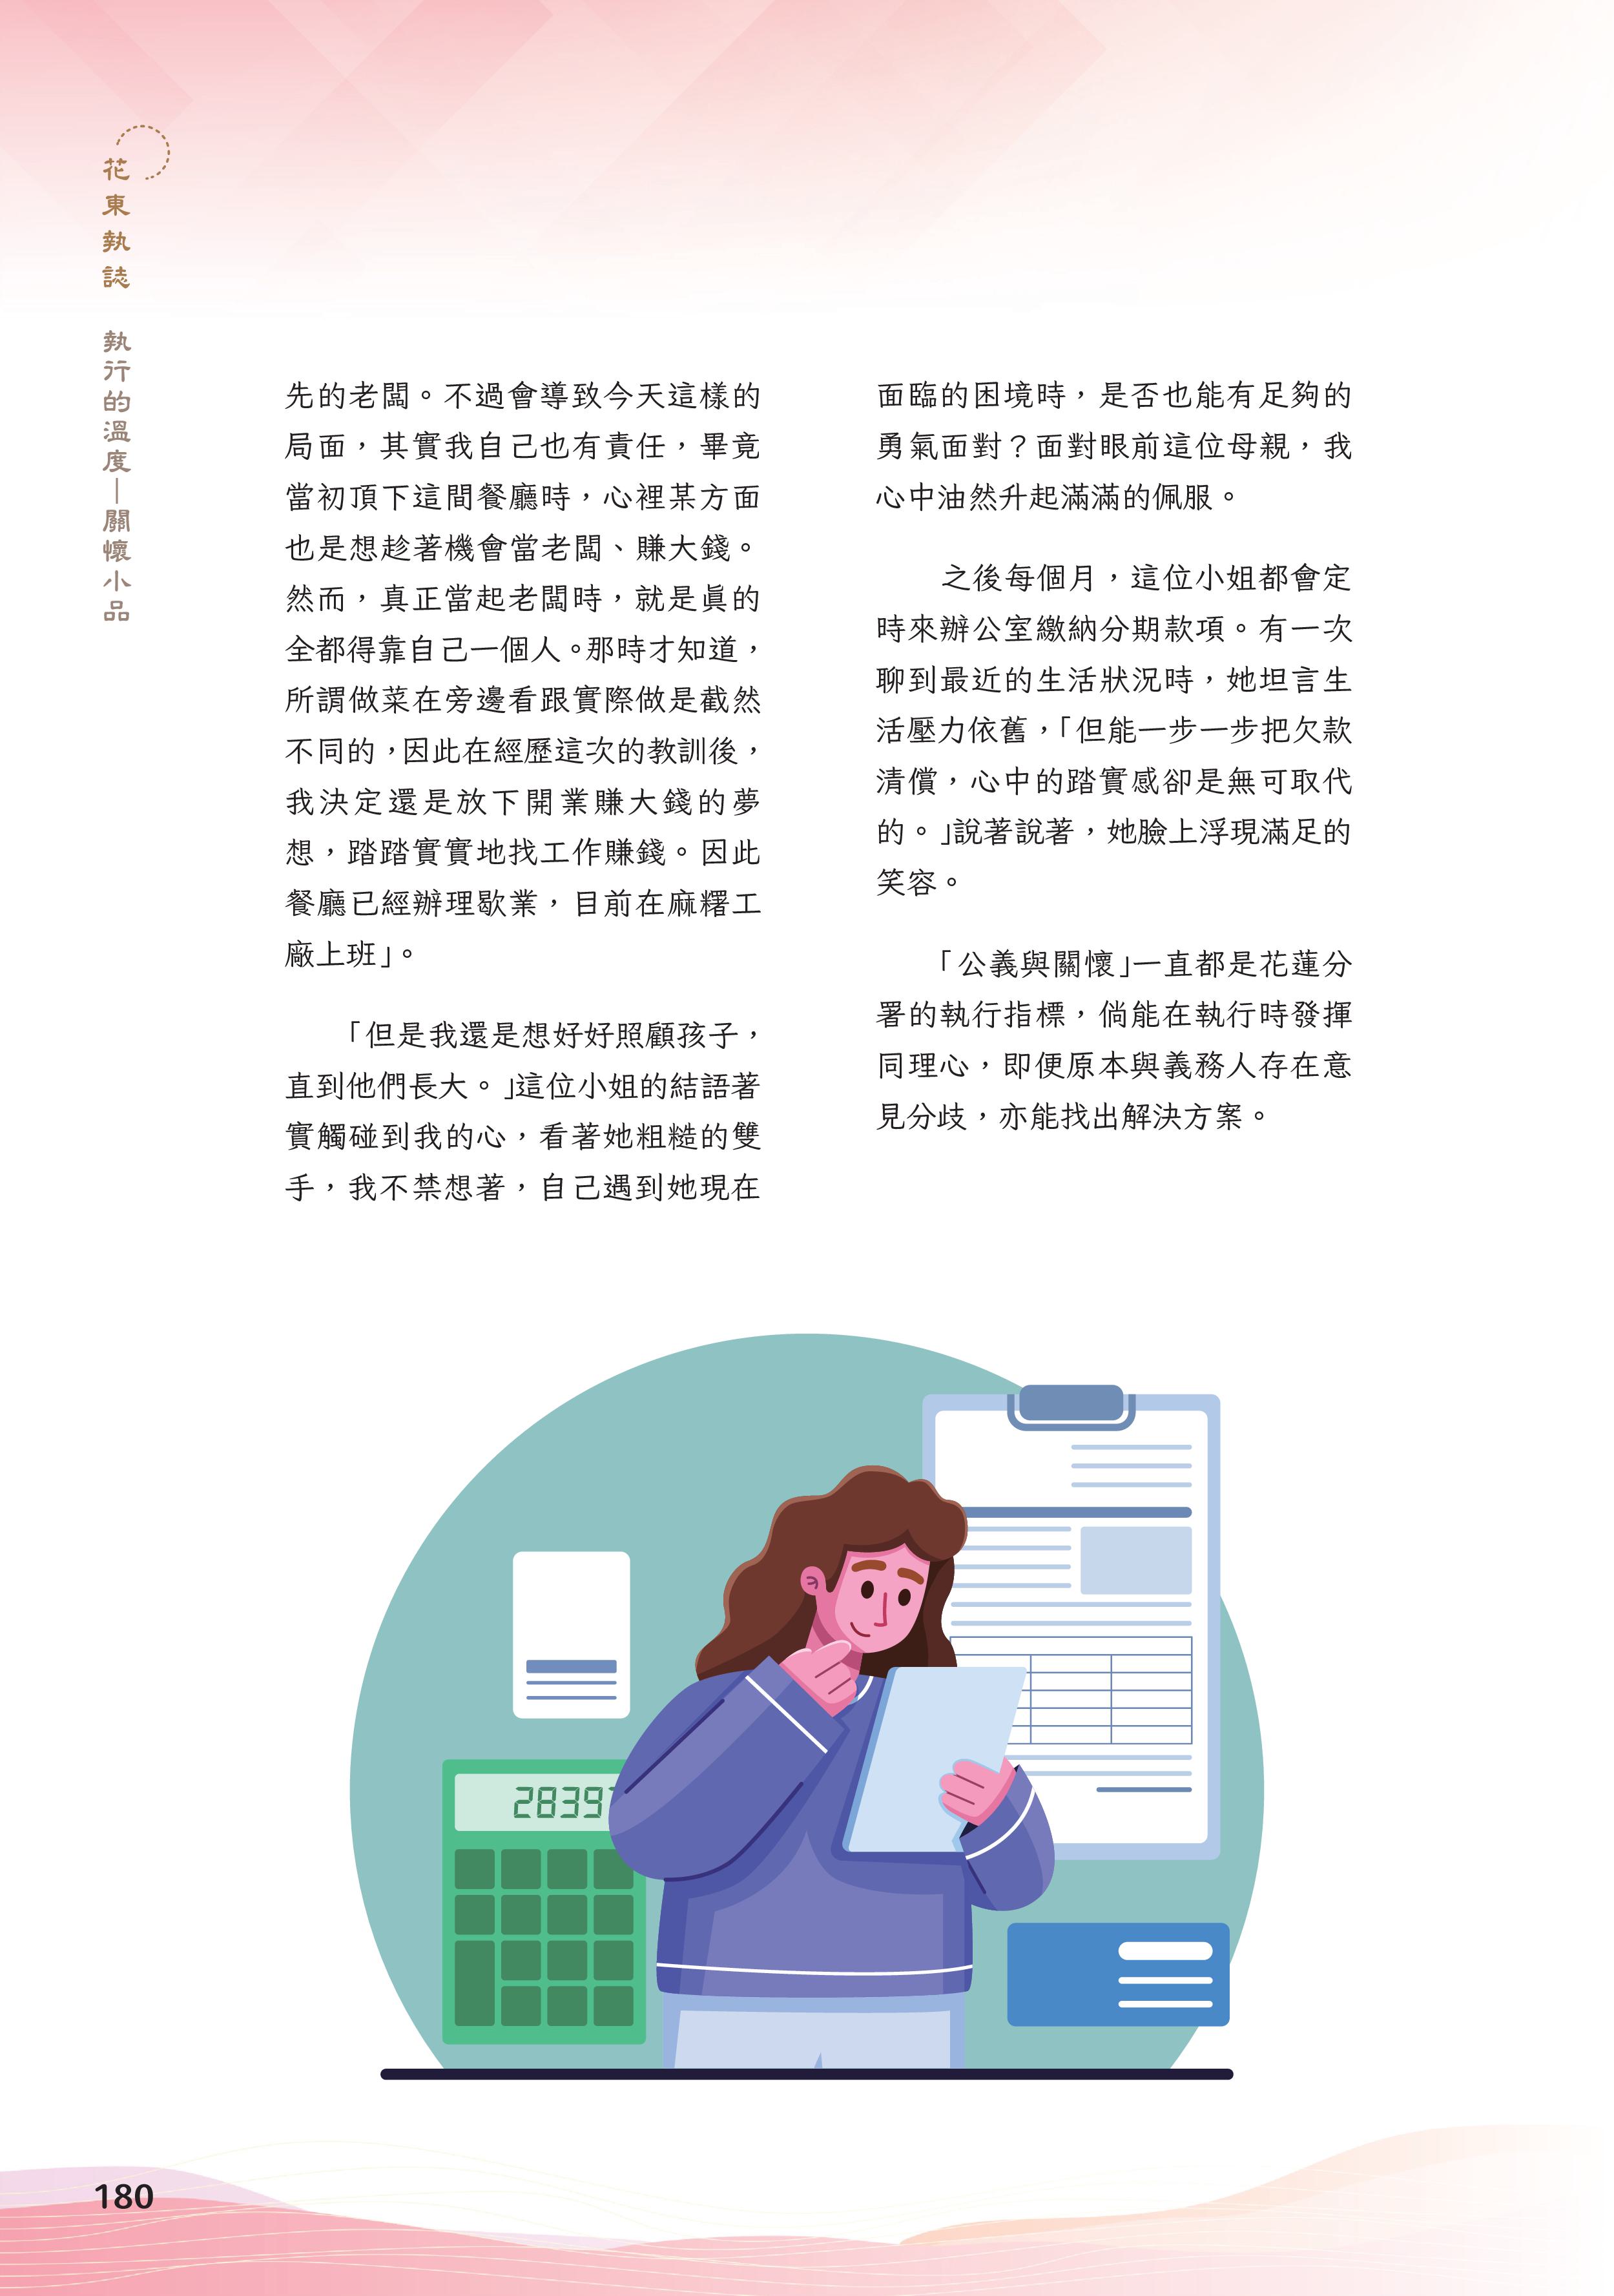 花東執誌
執行的溫度—關懷小品
先的老闆。不過會導致今天這樣的
局面，其實我自己也有責任，畢竟
當初頂下這間餐廳時，心裡某方面
也是想趁著機會當老闆、賺大錢。
然而，真正當起老闆時，就是真的
全都得靠自己一個人。那時才知道，
所謂做菜在旁邊看跟實際做是截然
不同的，因此在經歷這次的教訓後，
我決定還是放下開業賺大錢的夢
想，踏踏實實地找工作賺錢。因此
餐廳已經辦理歇業，目前在麻糬工
廠上班」。
「但是我還是想好好照顧孩子，
直到他們長大。」這位小姐的結語著
實觸碰到我的心，看著她粗糙的雙
手，我不禁想著，自己遇到她現在
面臨的困境時，是否也能有足夠的
勇氣面對？面對眼前這位母親，我
心中油然升起滿滿的佩服。
之後每個月，這位小姐都會定
時來辦公室繳納分期款項。有一次
聊到最近的生活狀況時，她坦言生
活壓力依舊，「但能一步一步把欠款
清償，心中的踏實感卻是無可取代
的。」說著說著，她臉上浮現滿足的
笑容。
「公義與關懷」一直都是花蓮分
署的執行指標，倘能在執行時發揮
同理心，即便原本與義務人存在意
見分歧，亦能找出解決方案。
2839
180